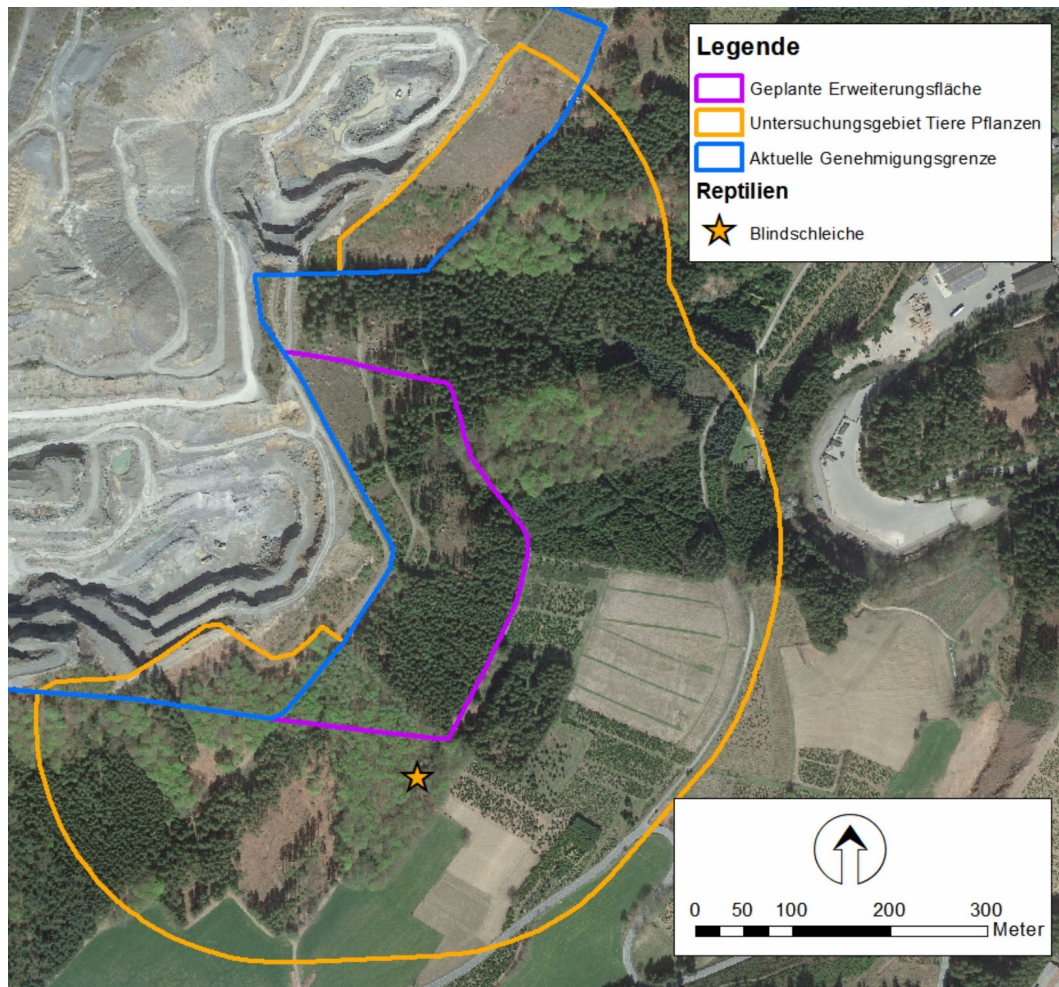 Legende
Geplante Erweiterungsfläche
Untersuchungsgebiet Tiere Pflanzen
Aktuelle Genehmigungsgrenze
Reptilien
Blindschleiche
0 50 100 200 300
Meter